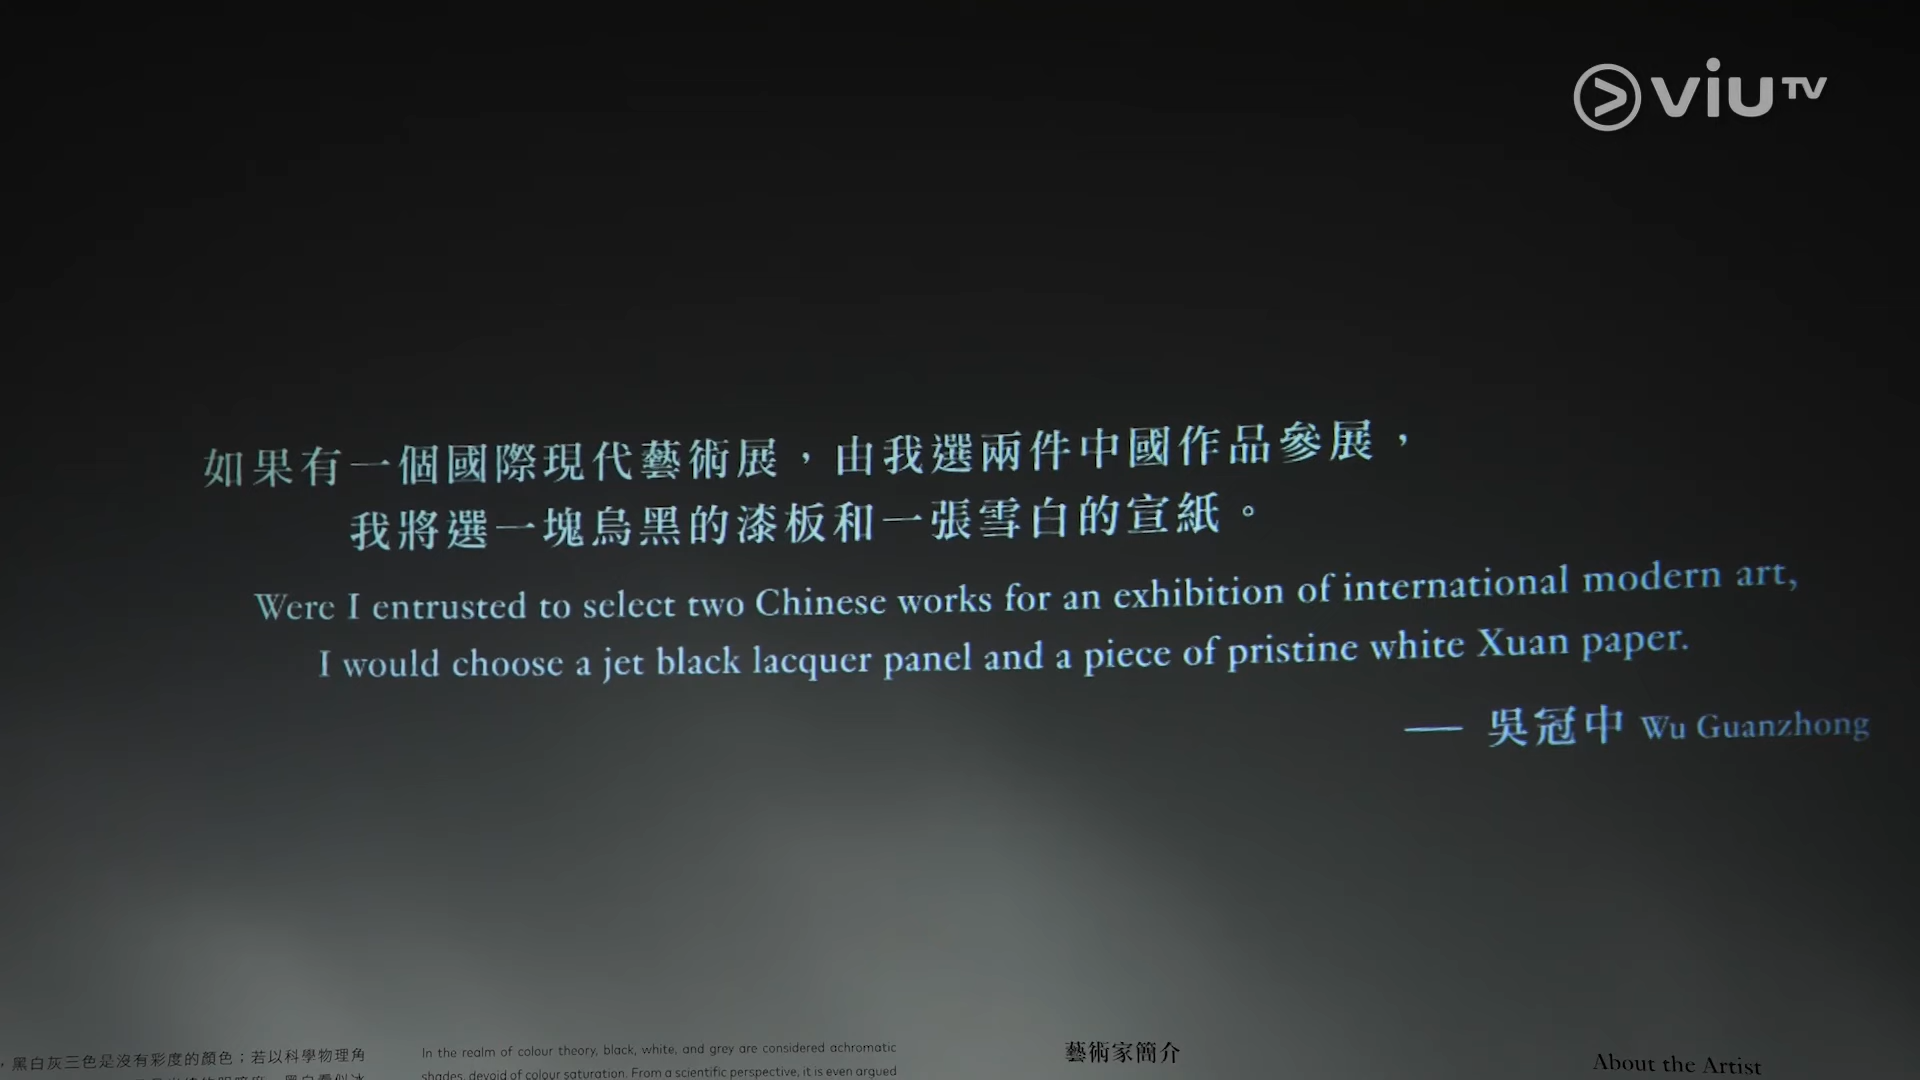 viu TV
如果有一個國際現代藝術展，由我選兩件中國作品參展，
我將選一塊烏黑的漆板和一張雪白的宣紙。
Were I entrusted to select two Chinese works for an exhibition of international modern art,
I would choose a jet black lacquer panel and a piece of pristine white Xuan paper.
— 吳冠中 Wu Guanzhong
，黑白灰三色是沒有彩度的顏色；若以科學物理角
In the realm of colour theory, black, white, and grey are considered achromatic
shades, devoid of colour saturation. From a scientific perspective, it is even argued
藝術家簡介
About the Artist